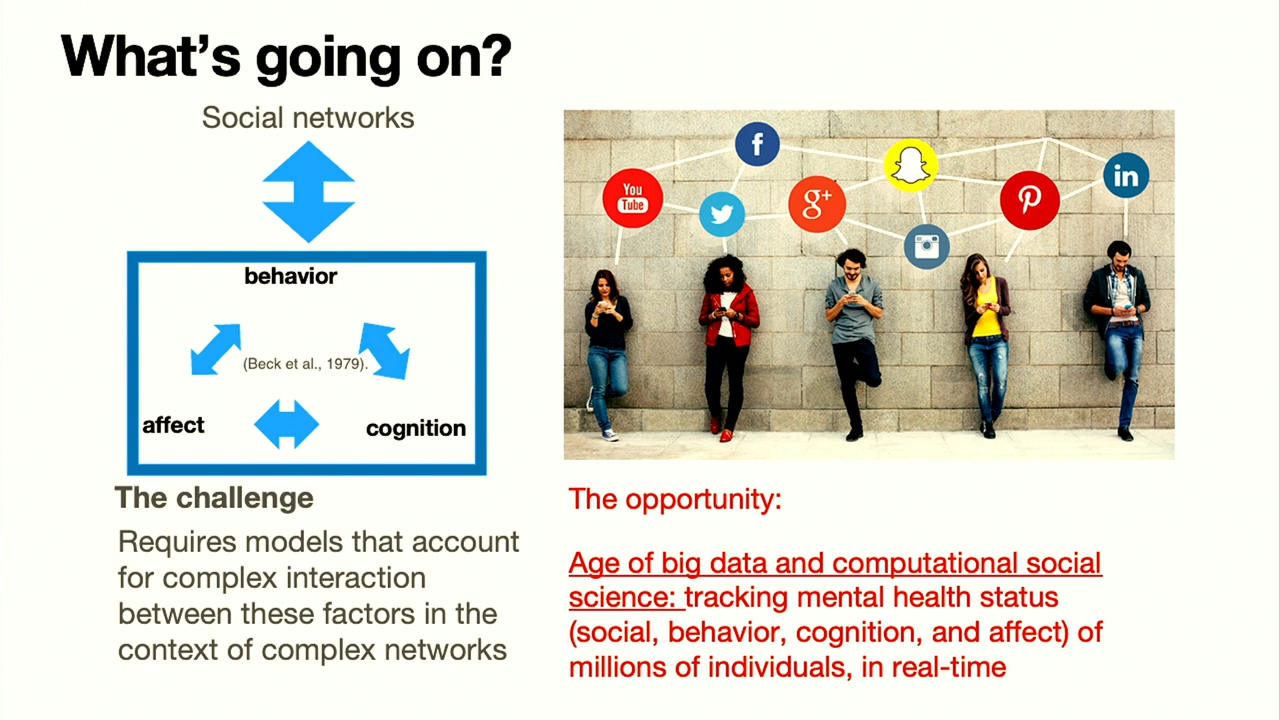 What's going on?
Social networks
behavior
(Beck et al., 1979).
affect
cognition
The challenge
Requires models that account
for complex interaction
between these factors in the
context of complex networks
You
Tube
f
g+
in
The opportunity:
Age of big data and computational social
science: tracking mental health status
(social, behavior, cognition, and affect) of
millions of individuals, in real-time